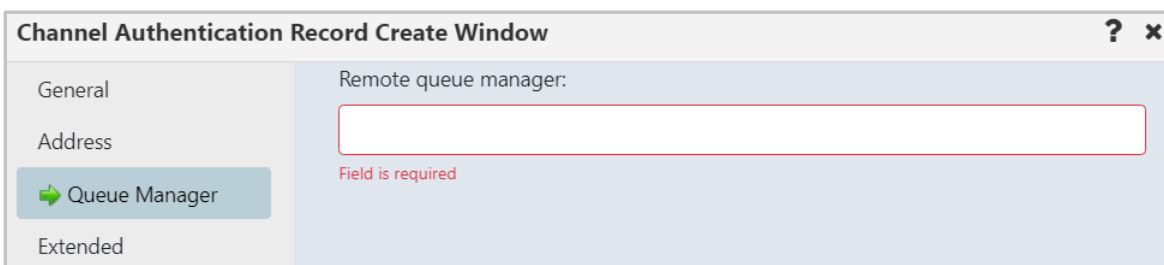 Channel Authentication Record Create Window ? ×
General
Address
Queue Manager
Extended
Remote queue manager:
Field is required